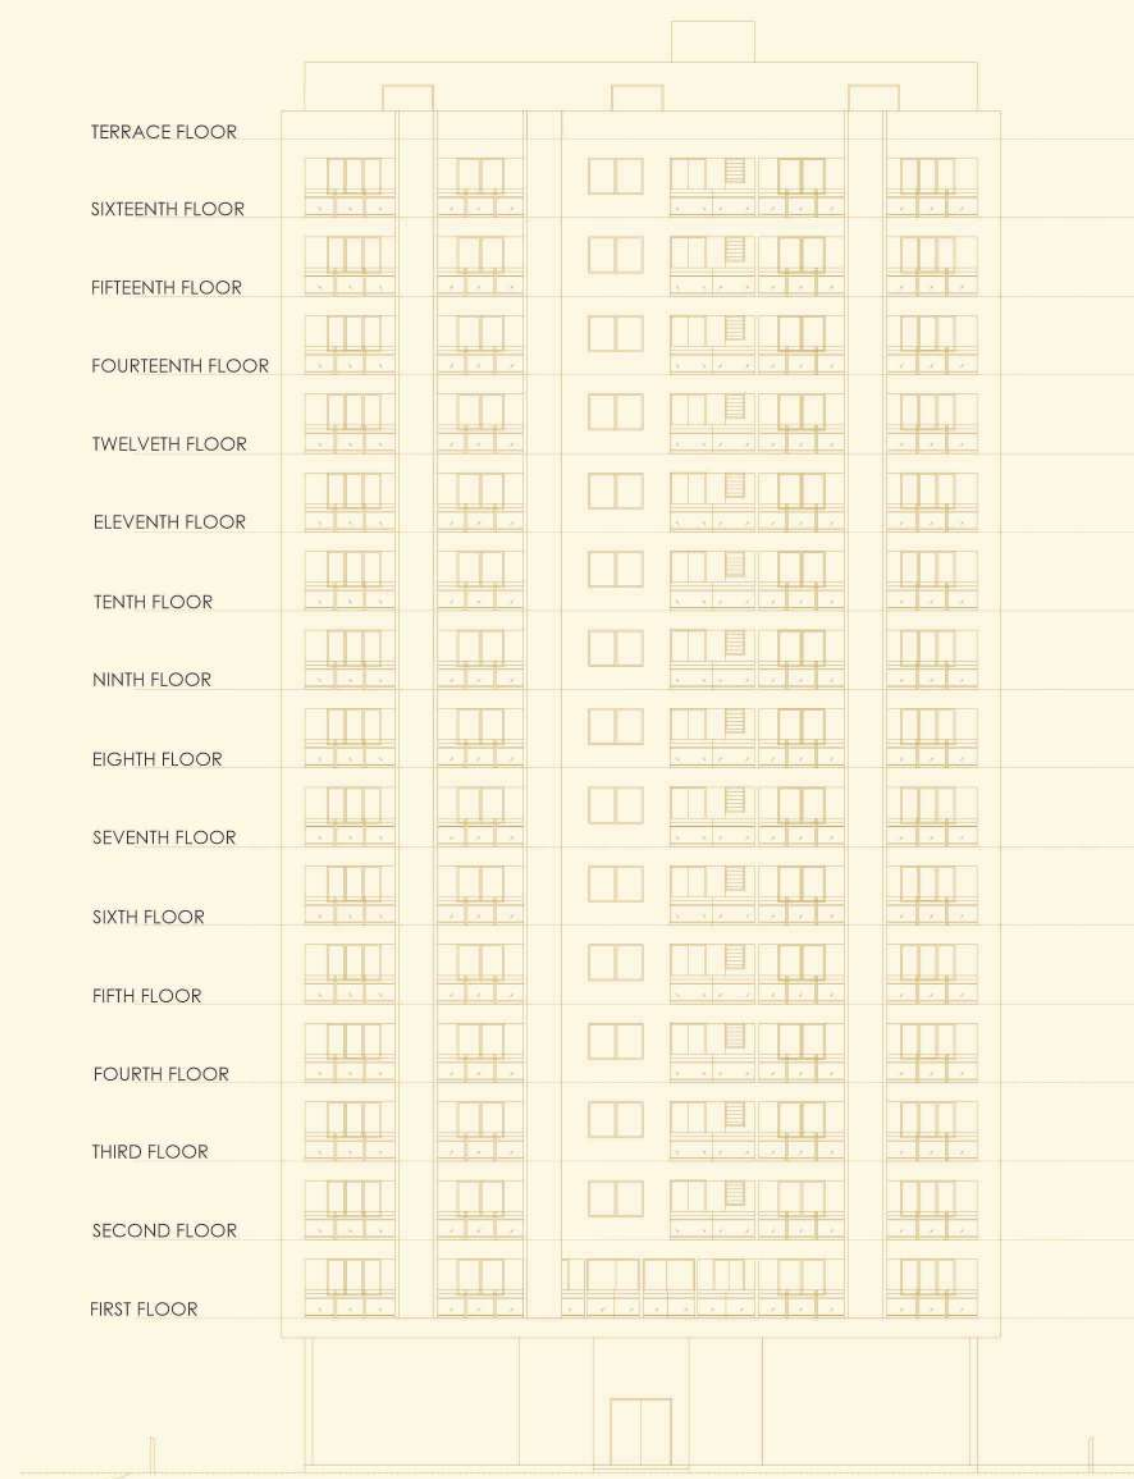 TERRACE FLOOR
SIXTEENTH FLOOR
FIFTEENTH FLOOR
FOURTEENTH FLOOR
TWELVETH FLOOR
ELEVENTH FLOOR
TENTH FLOOR
NINTH FLOOR
EIGHTH FLOOR
SEVENTH FLOOR
SIXTH FLOOR
FIFTH FLOOR
FOURTH FLOOR
THIRD FLOOR
SECOND FLOOR
FIRST FLOOR